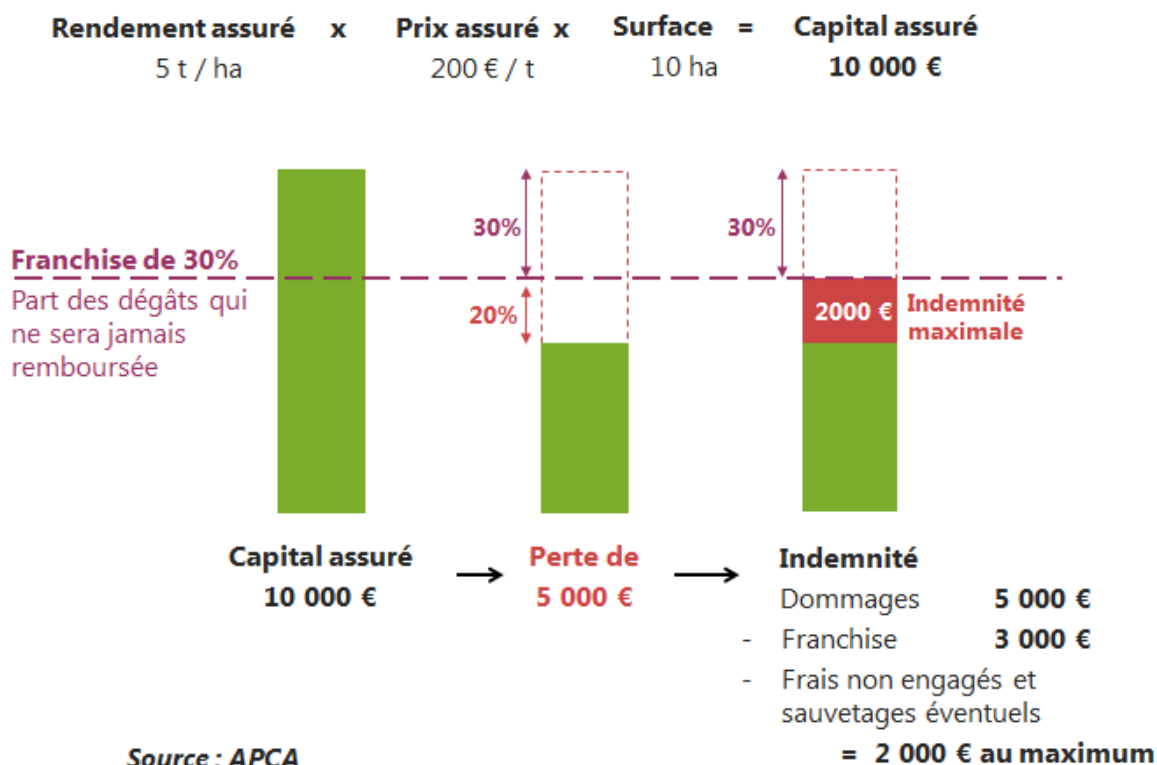 Rendement assuré x Prix assuré x Surface = Capital assuré
5 t / ha 200 € / t 10 ha 10 000 €
30%
30%
Franchise de 30%
Part des dégâts qui
ne sera jamais
remboursée
20%
2000 €
Indemnité
maximale
Capital assuré
10 000 €
Perte de
5 000 €
Indemnité
Dommages 5 000 €
- Franchise 3 000 €
- Frais non engagés et
sauvetages éventuels
= 2 000 € au maximum
Source : APCA